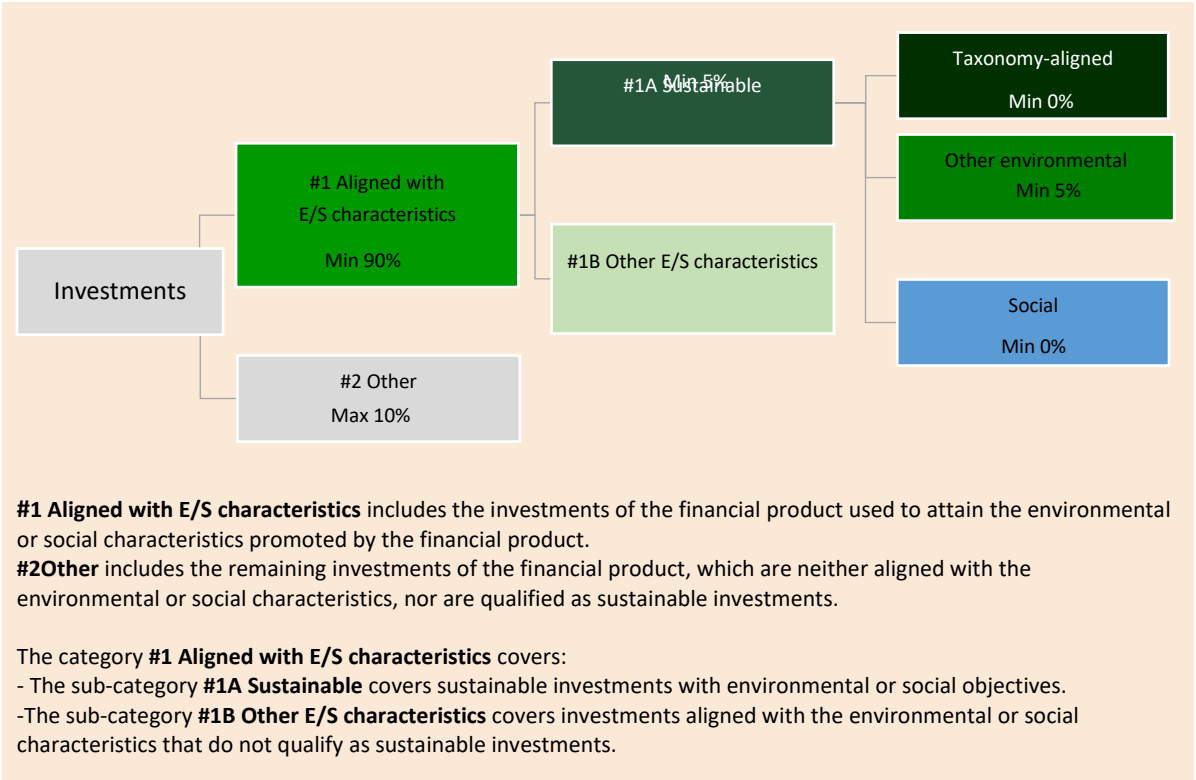 Investments
#1 Aligned with
E/S characteristics
Min 90%
#2 Other
Max 10%
#1A Sustainable
Min 5%
#1B Other E/S characteristics
Taxonomy-aligned
Min 0%
Other environmental
Min 5%
Social
Min 0%
#1 Aligned with E/S characteristics includes the investments of the financial product used to attain the environmental
or social characteristics promoted by the financial product.
#2Other includes the remaining investments of the financial product, which are neither aligned with the
environmental or social characteristics, nor are qualified as sustainable investments.
The category #1 Aligned with E/S characteristics covers:
- The sub-category #1A Sustainable covers sustainable investments with environmental or social objectives.
-The sub-category #1B Other E/S characteristics covers investments aligned with the environmental or social
characteristics that do not qualify as sustainable investments.